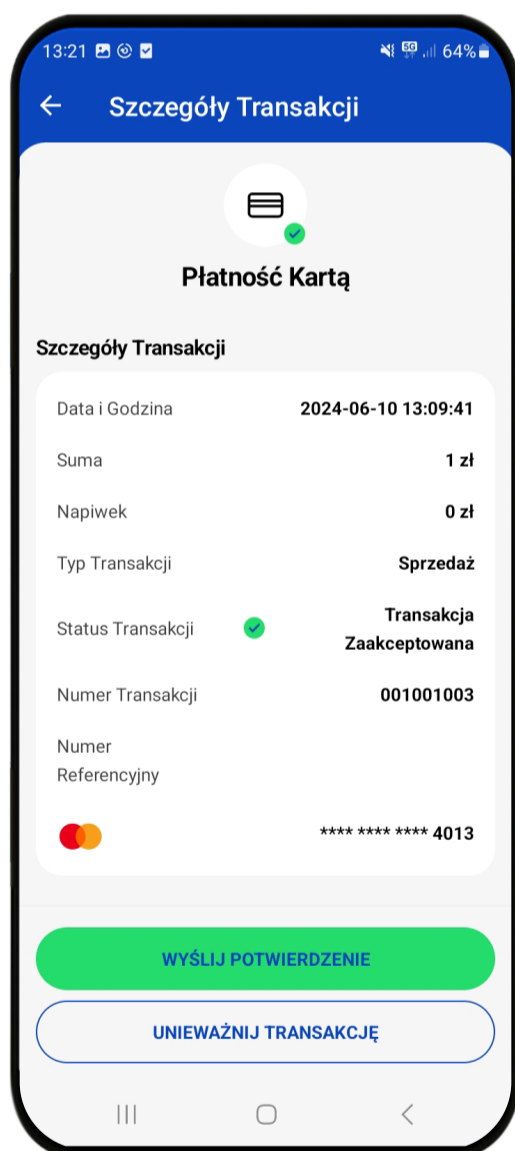 13:21 5G 64%
Szczegóły Transakcji
Płatność Kartą
Szczegóły Transakcji
Data i Godzina 2024-06-10 13:09:41
Suma 1 zł
Napiwek 0 zł
Typ Transakcji Sprzedaż
Status Transakcji Transakcja
Zaakceptowana
Numer Transakcji 001001003
Numer
Referencyjny
**** **** **** 4013
WYŚLIJ POTWIERDZENIE
UNIEWAŻNIJ TRANSAKCJĘ